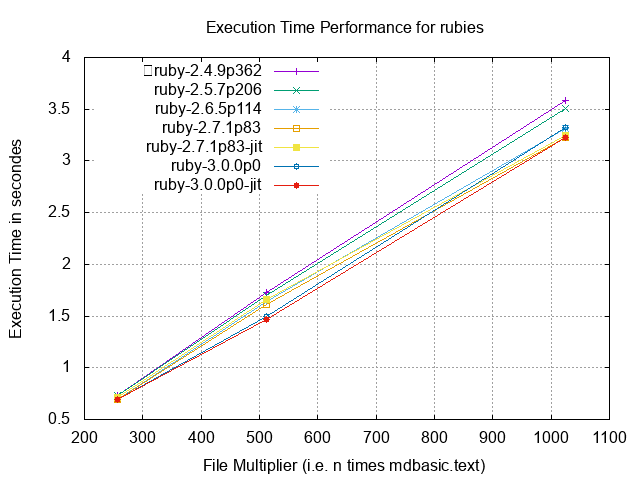 Execution Time Performance for rubies
4
3.5
3
2.5
2
1.5
1
0.5
200 300 400 500 600 700 800 900 1000 1100
Execution Time in secondes
File Multiplier (i.e. n times mdbasic.text)
ruby-2.4.9p362
ruby-2.5.7p206
ruby-2.6.5p114
ruby-2.7.1p83
ruby-2.7.1p83-jit
ruby-3.0.0p0
ruby-3.0.0p0-jit